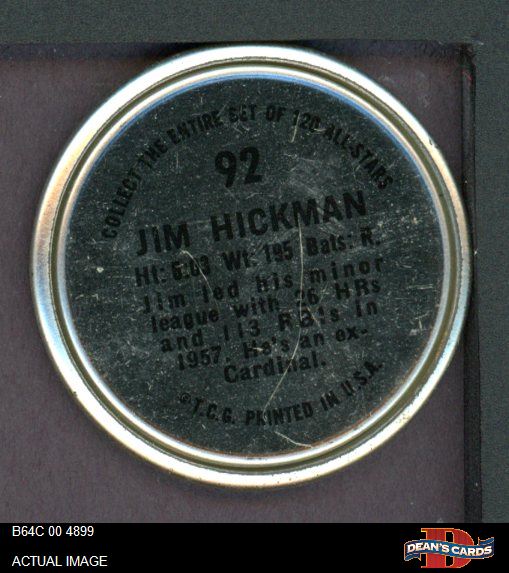 COLLECT THE ENTIRE SET OF 120 ALL-STARS
92
JIM HICKMAN
Ht: 6.03 Wt: 195 Bats: R.
Jim led his minor
league with 26 HRs
and 113 RBIs in
1957. He's an ex-
Cardinal.
©T.C.G. PRINTED IN U.S.A.
B64C 00 4899
ACTUAL IMAGE
D
DEAN'S CARDS